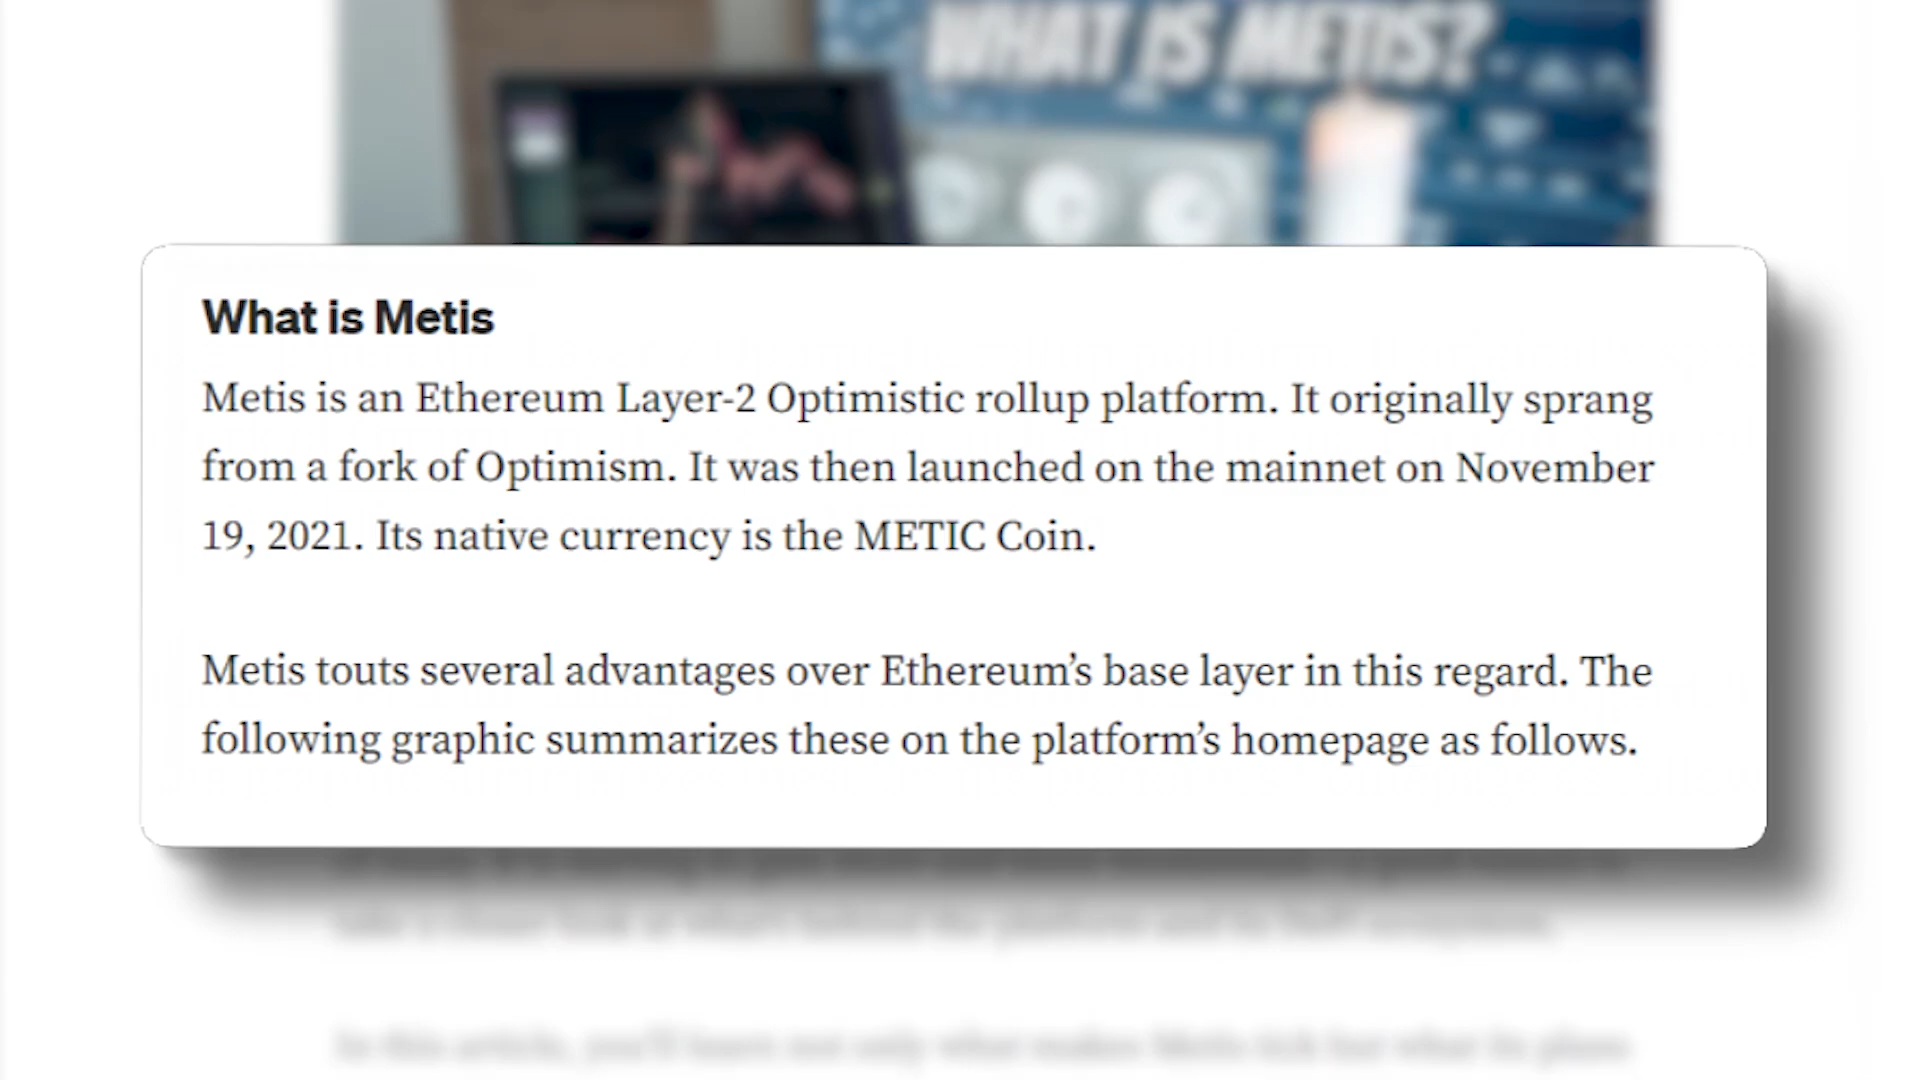 WHAT IS METIS?
What is Metis
Metis is an Ethereum Layer-2 Optimistic rollup platform. It originally sprang
from a fork of Optimism. It was then launched on the mainnet on November
19, 2021. Its native currency is the METIC Coin.
Metis touts several advantages over Ethereum’s base layer in this regard. The
following graphic summarizes these on the platform’s homepage as follows.